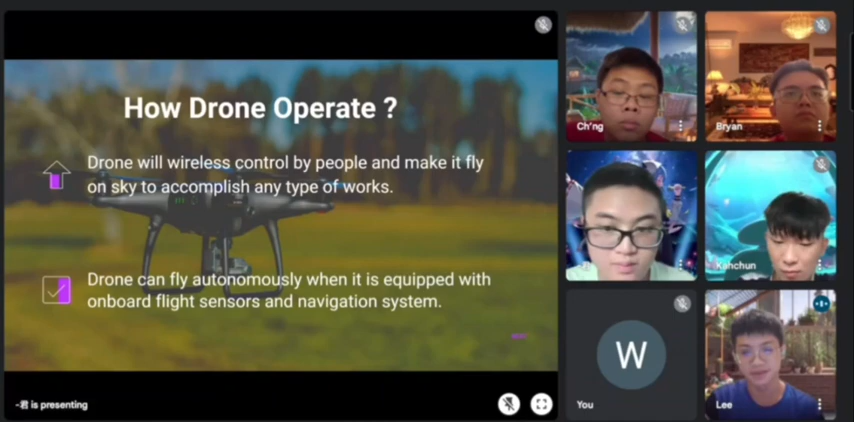 How Drone Operate ?
Drone will wireless control by people and make it fly
on sky to accomplish any type of works.
Drone can fly autonomously when it is equipped with
onboard flight sensors and navigation system.
-君 is presenting
Ch'ng
Bryan
Kahchun
W
You
Lee